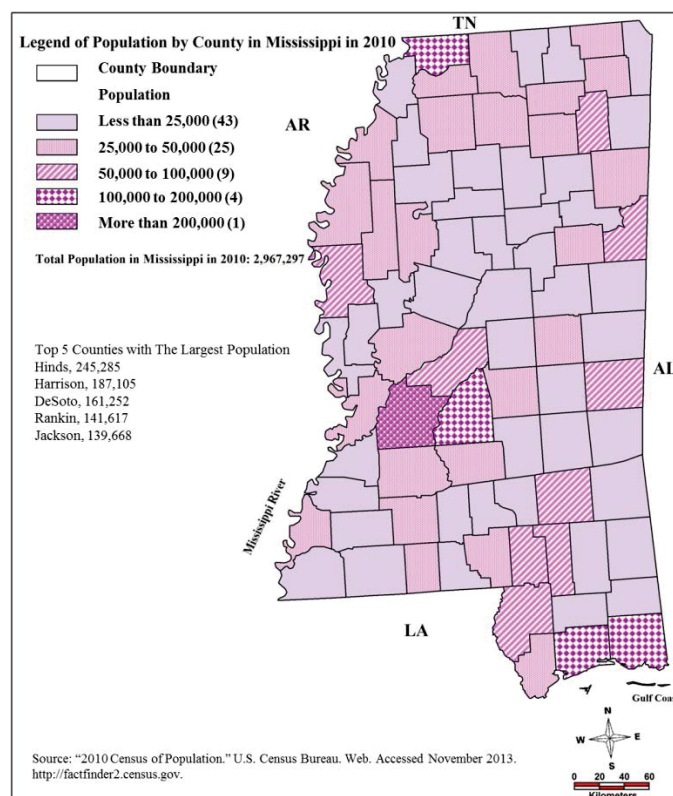 TN
Legend of Population by County in Mississippi in 2010
County Boundary
Population
Less than 25,000 (43)
AR
25,000 to 50,000 (25)
50,000 to 100,000 (9)
100,000 to 200,000 (4)
More than 200,000 (1)
Total Population in Mississippi in 2010: 2,967,297
Top 5 Counties with The Largest Population
Hinds, 245,285
Harrison, 187,105
DeSoto, 161,252
Rankin, 141,617
Jackson, 139,668
AL
Mississippi River
LA
Gulf Coas
N
W E
S
Source: “2010 Census of Population.” U.S. Census Bureau. Web. Accessed November 2013.
http://factfinder2.census.gov.
0 20 40 60
Kilometers